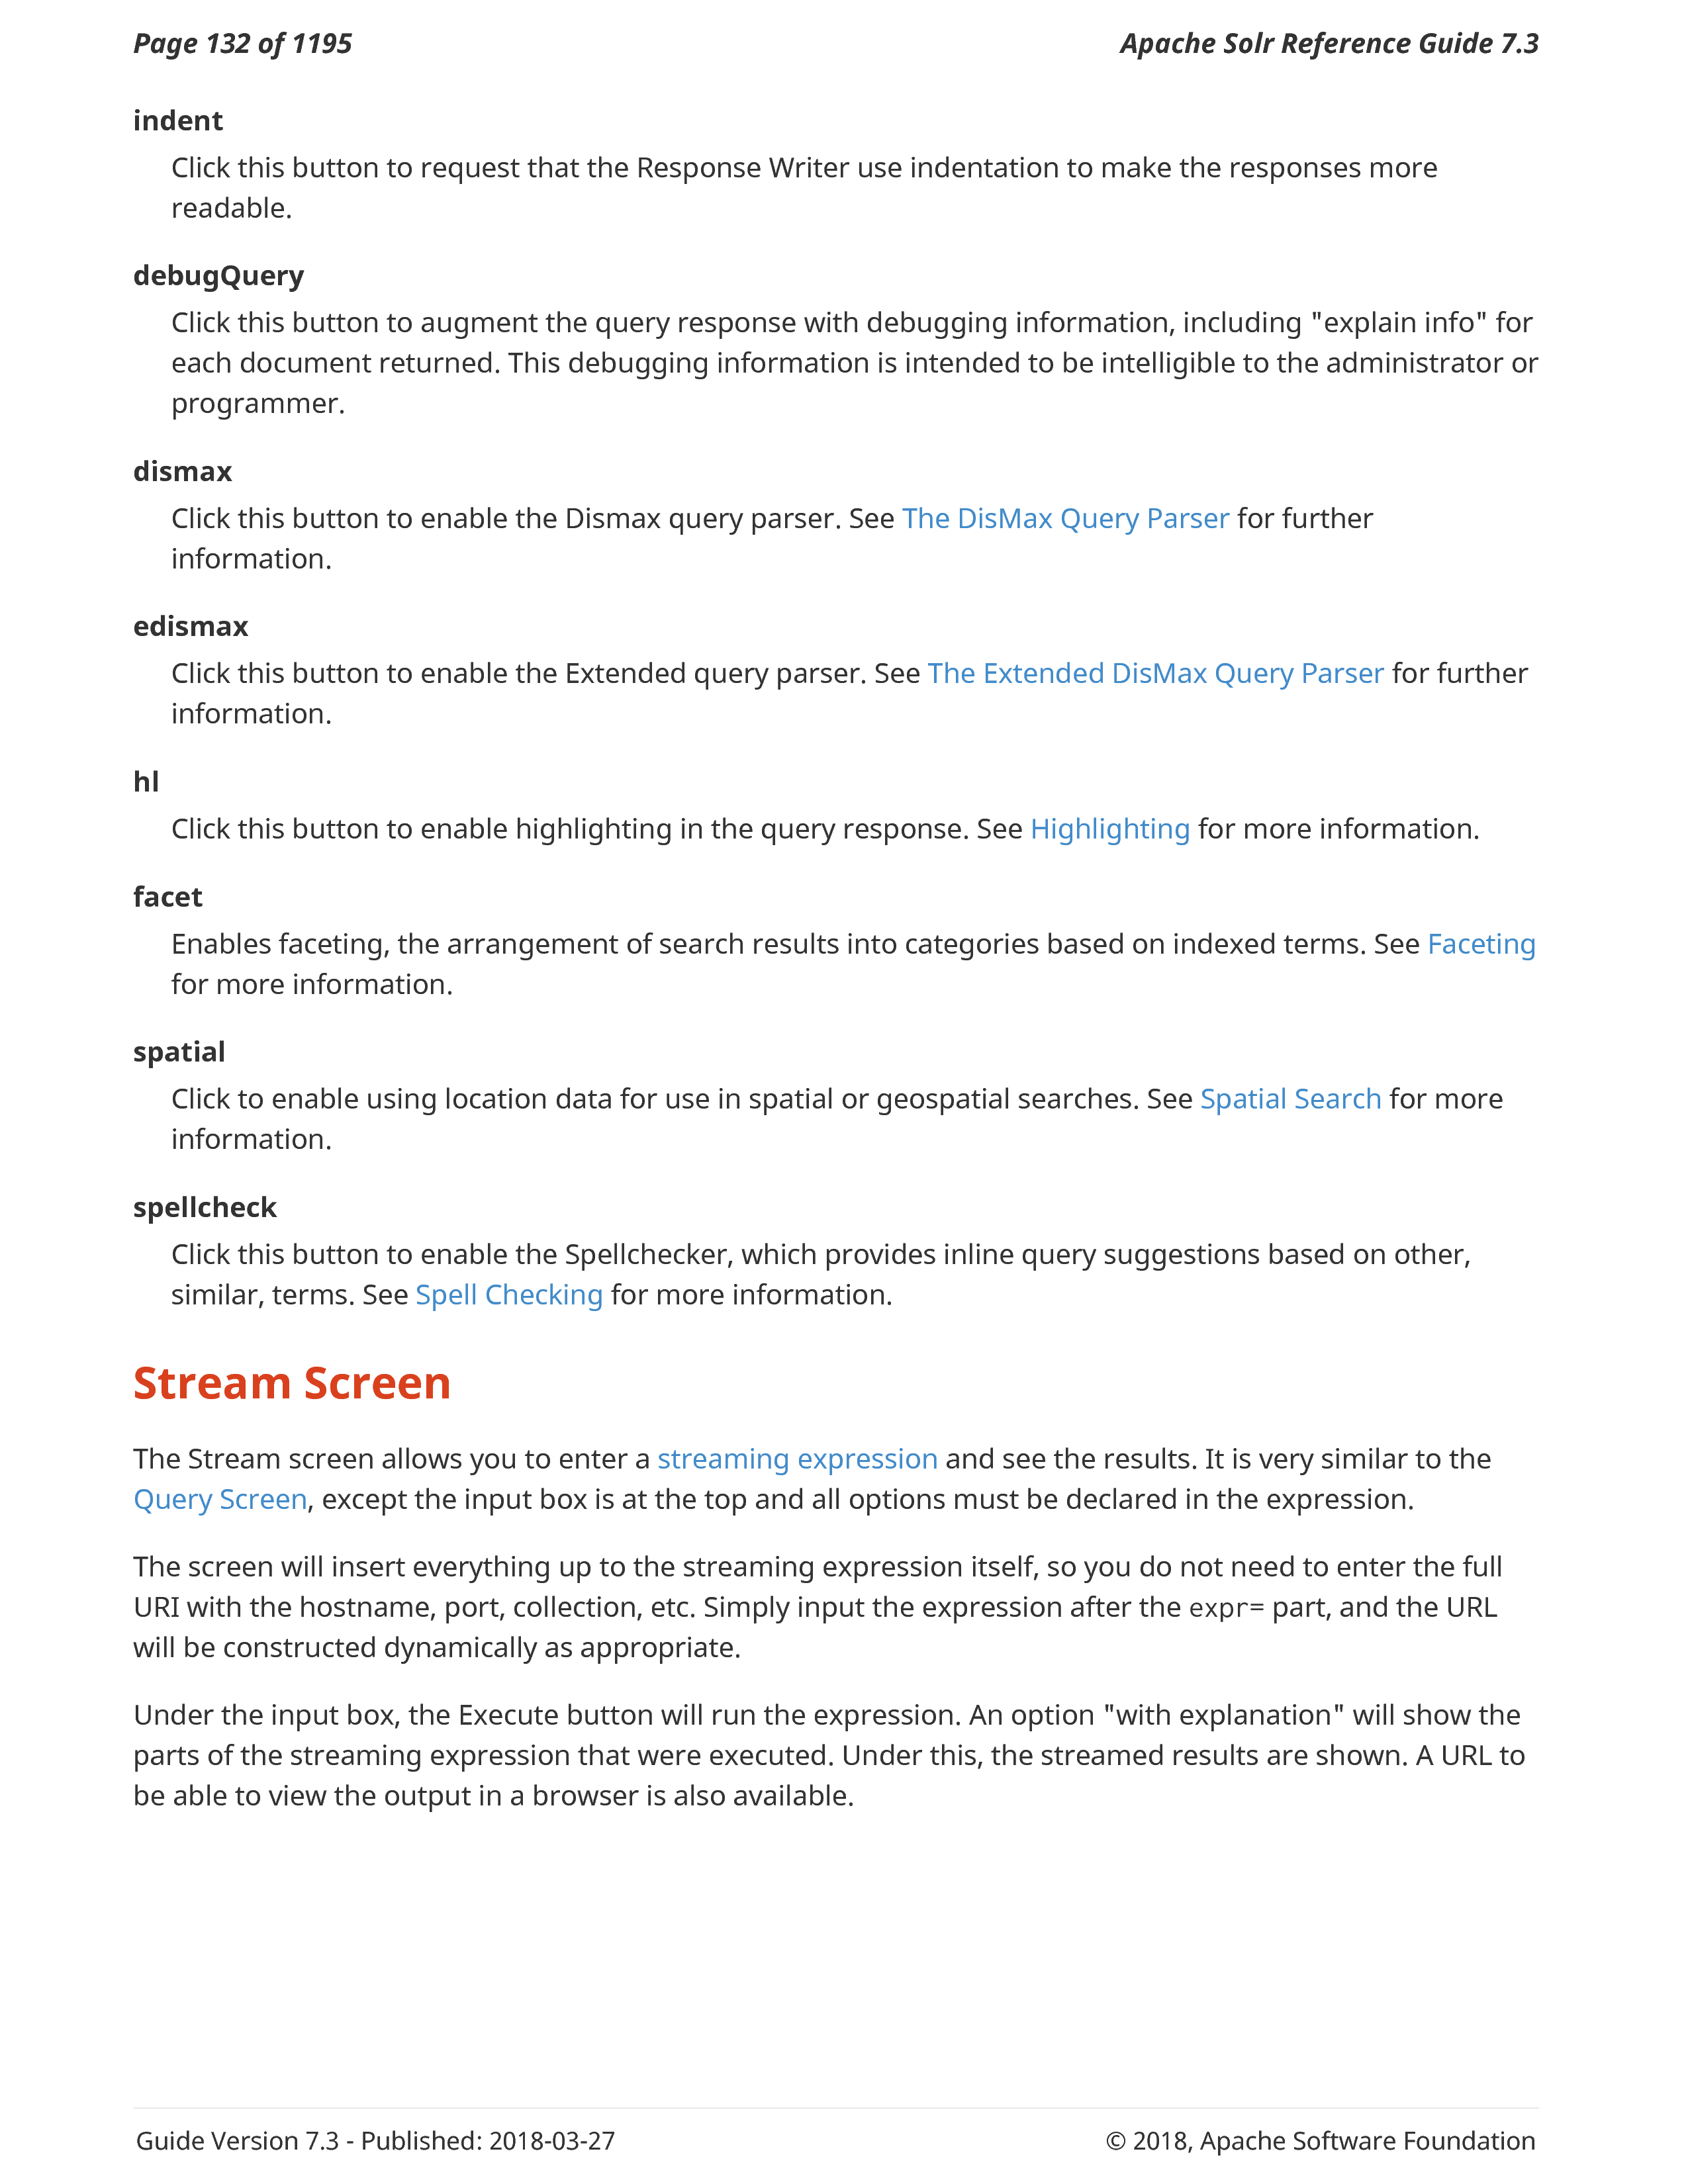 Page 132 of 1195
Apache Solr Reference Guide 7.3
indent
Click this button to request that the Response Writer use indentation to make the responses more
readable.
debugQuery
Click this button to augment the query response with debugging information, including "explain info" for
each document returned. This debugging information is intended to be intelligible to the administrator or
programmer.
dismax
Click this button to enable the Dismax query parser. See The DisMax Query Parser for further
information.
edismax
Click this button to enable the Extended query parser. See The Extended DisMax Query Parser for further
information.
hl
Click this button to enable highlighting in the query response. See Highlighting for more information.
facet
Enables faceting, the arrangement of search results into categories based on indexed terms. See Faceting
for more information.
spatial
Click to enable using location data for use in spatial or geospatial searches. See Spatial Search for more
information.
spellcheck
Click this button to enable the Spellchecker, which provides inline query suggestions based on other,
similar, terms. See Spell Checking for more information.
Stream Screen
The Stream screen allows you to enter a streaming expression and see the results. It is very similar to the
Query Screen, except the input box is at the top and all options must be declared in the expression.
The screen will insert everything up to the streaming expression itself, so you do not need to enter the full
URI with the hostname, port, collection, etc. Simply input the expression after the expr= part, and the URL
will be constructed dynamically as appropriate.
Under the input box, the Execute button will run the expression. An option "with explanation" will show the
parts of the streaming expression that were executed. Under this, the streamed results are shown. A URL to
be able to view the output in a browser is also available.
Guide Version 7.3 - Published: 2018-03-27
© 2018, Apache Software Foundation